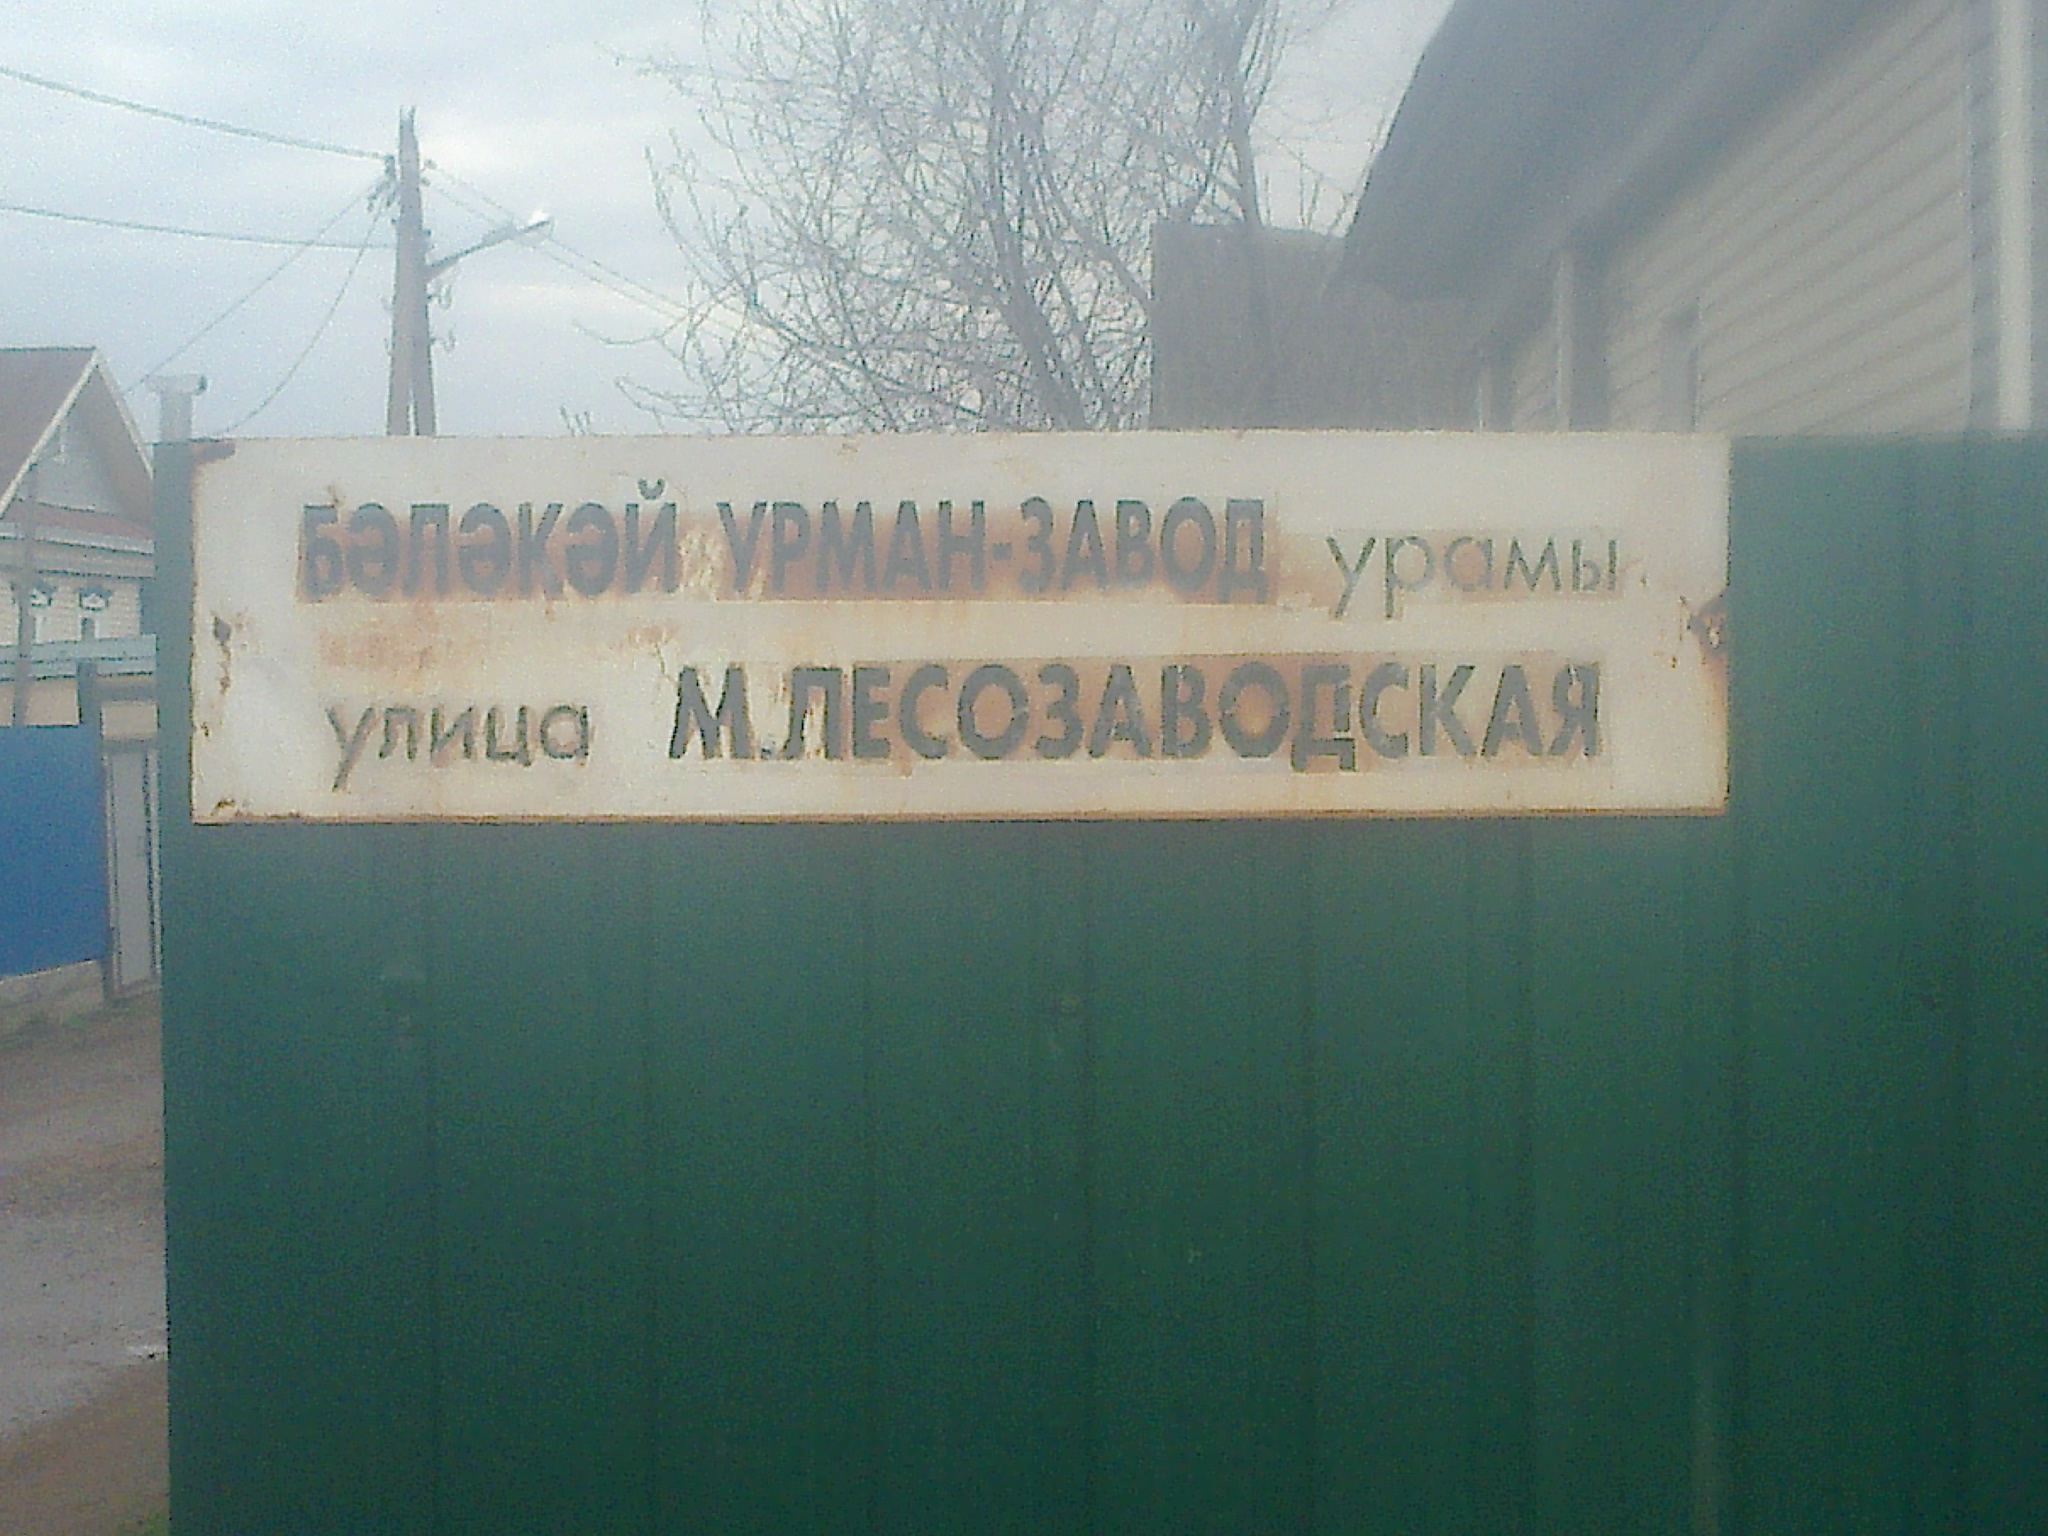 БӘЛӘКӘЙ УРМАН-ЗАВОД урамы
улица М.ЛЕСОЗАВОДСКАЯ